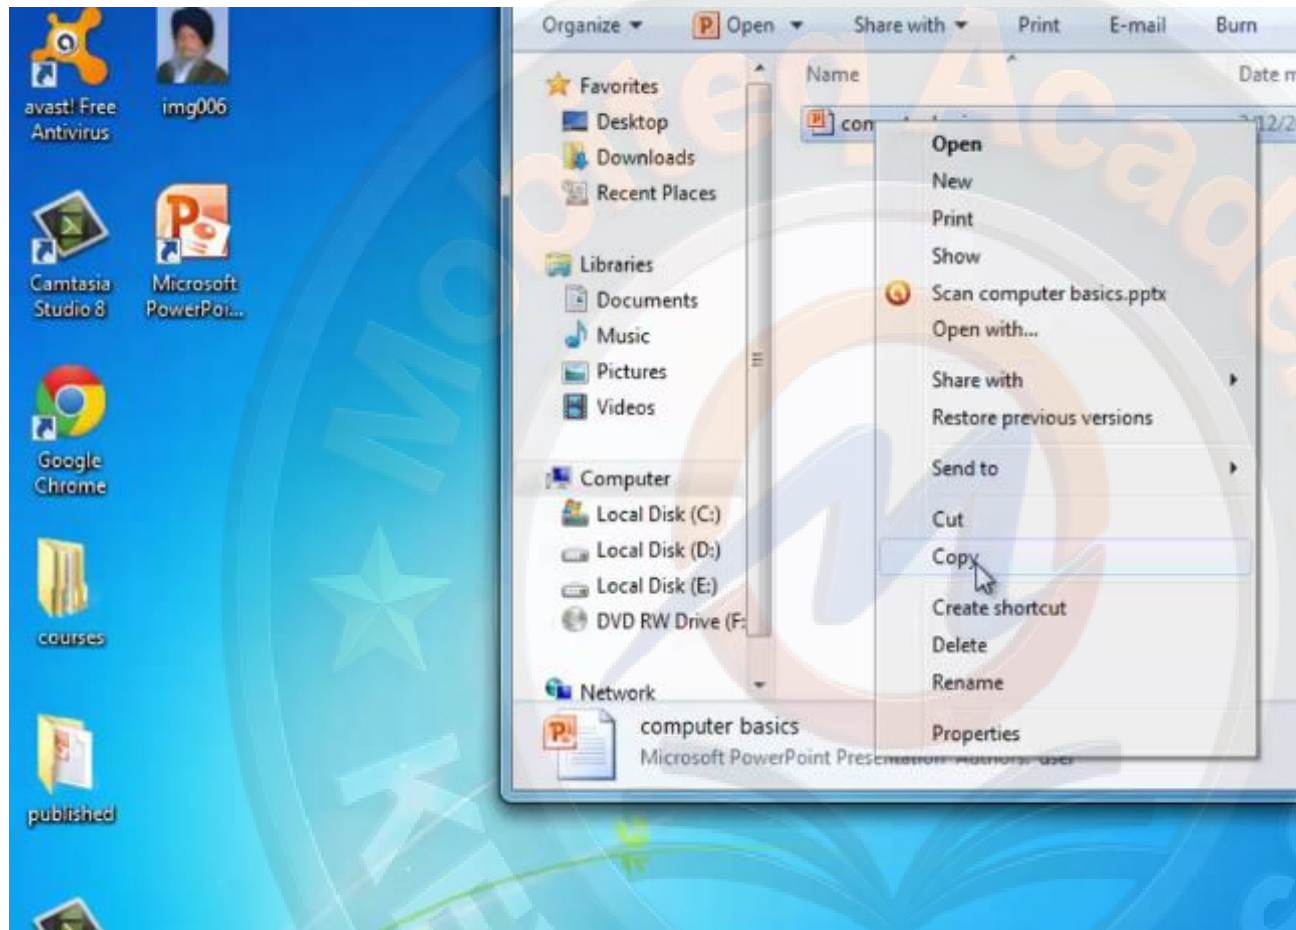 avast! Free
Antivirus
img006
Camtasia
Studio 8
Microsoft
PowerPoi...
Google
Chrome
courses
published
Organize
Open
Share with
Print
E-mail
Burn
Favorites
Desktop
Downloads
Recent Places
Libraries
Documents
Music
Pictures
Videos
Computer
Local Disk (C:)
Local Disk (D:)
Local Disk (E:)
DVD RW Drive (F:
Network
Name
Date m
Open
New
Print
Show
Scan computer basics.pptx
Open with...
Share with
Restore previous versions
Send to
Cut
Copy
Create shortcut
Delete
Rename
Properties
computer basics
Microsoft PowerPoint Presentation Authors: user